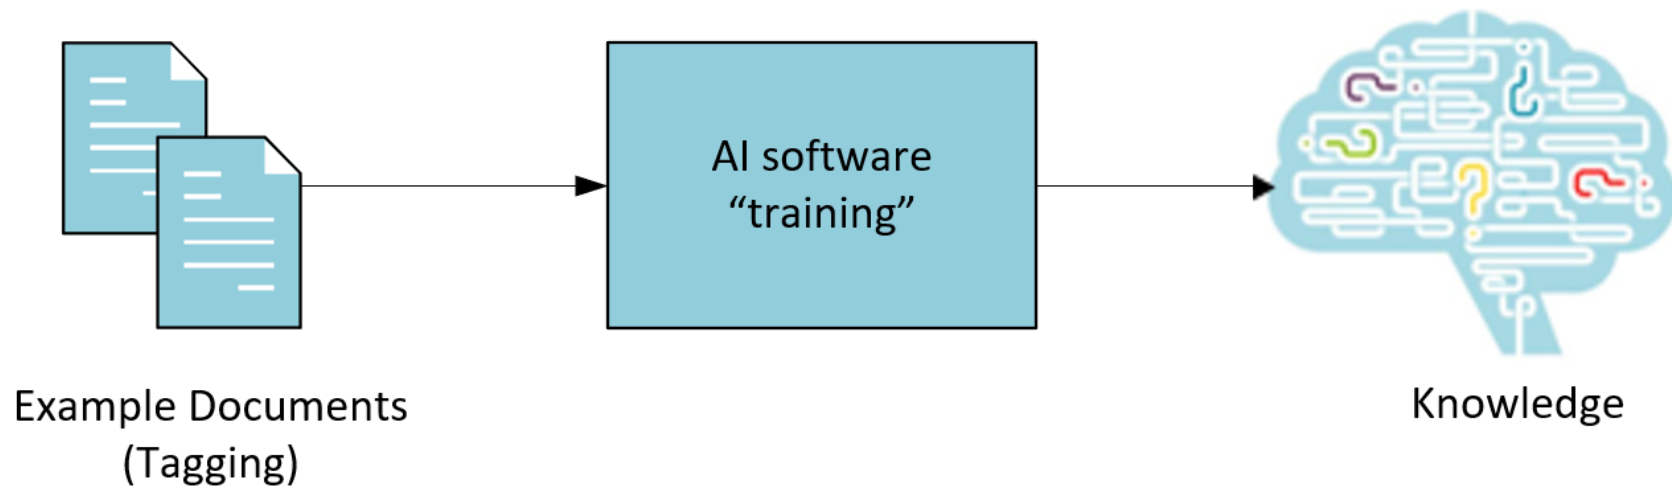 AI software
“training”
Example Documents
(Tagging)
Knowledge